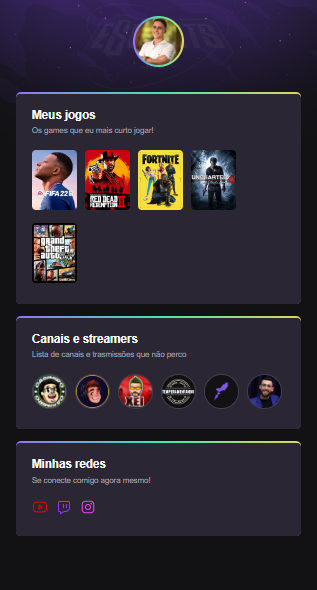 Meus jogos
Os games que eu mais curto jogar!
FIFA 22
RED DEAD
REDEMPTION II
FORTNITE
UNCHARTED 4
grand
theft
auto
Canais e streamers
Lista de canais e trasmissões que não perco
Minhas redes
Se conecte comigo agora mesmo!